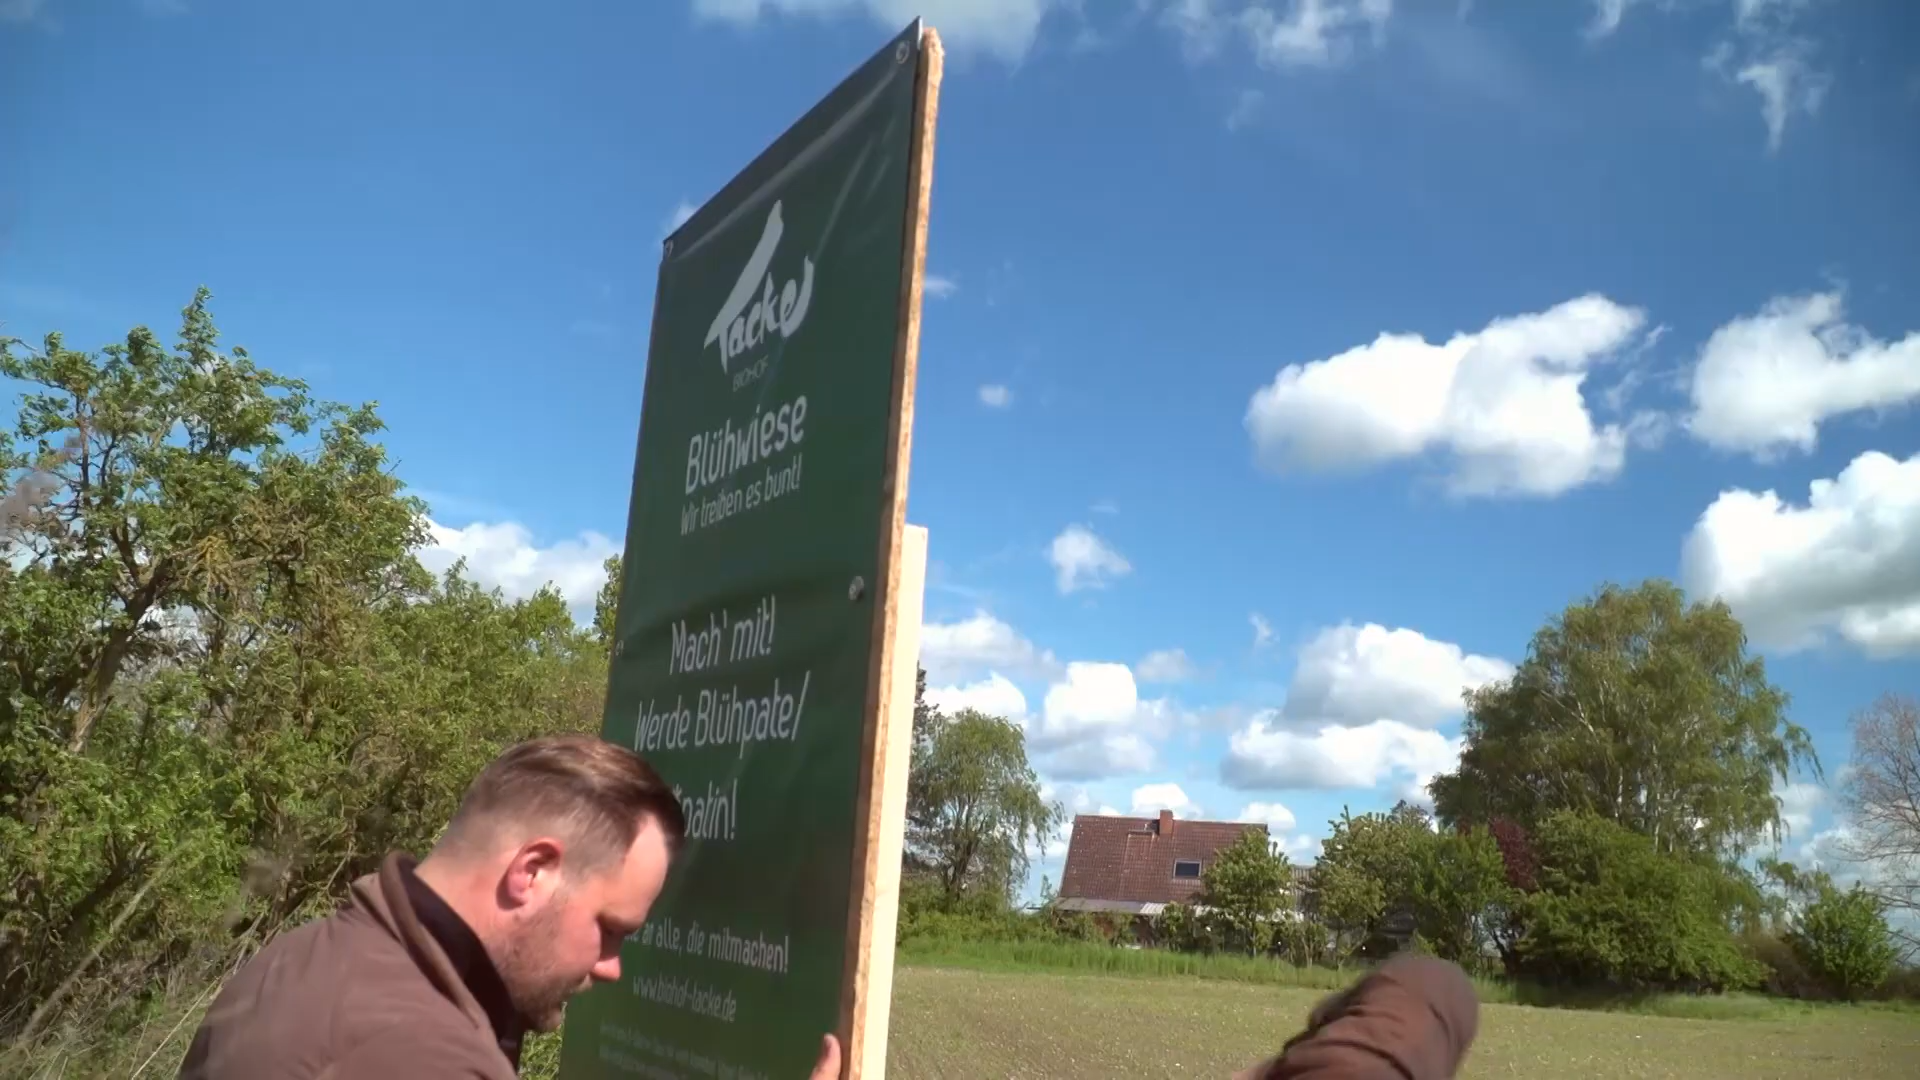 Tacke
BIOHOF
Blühwiese
Wir treiben es bunt!
Mach' mit!
Werde Blühpate/
patin!
an alle, die mitmachen!
www.biohof-tacke.de